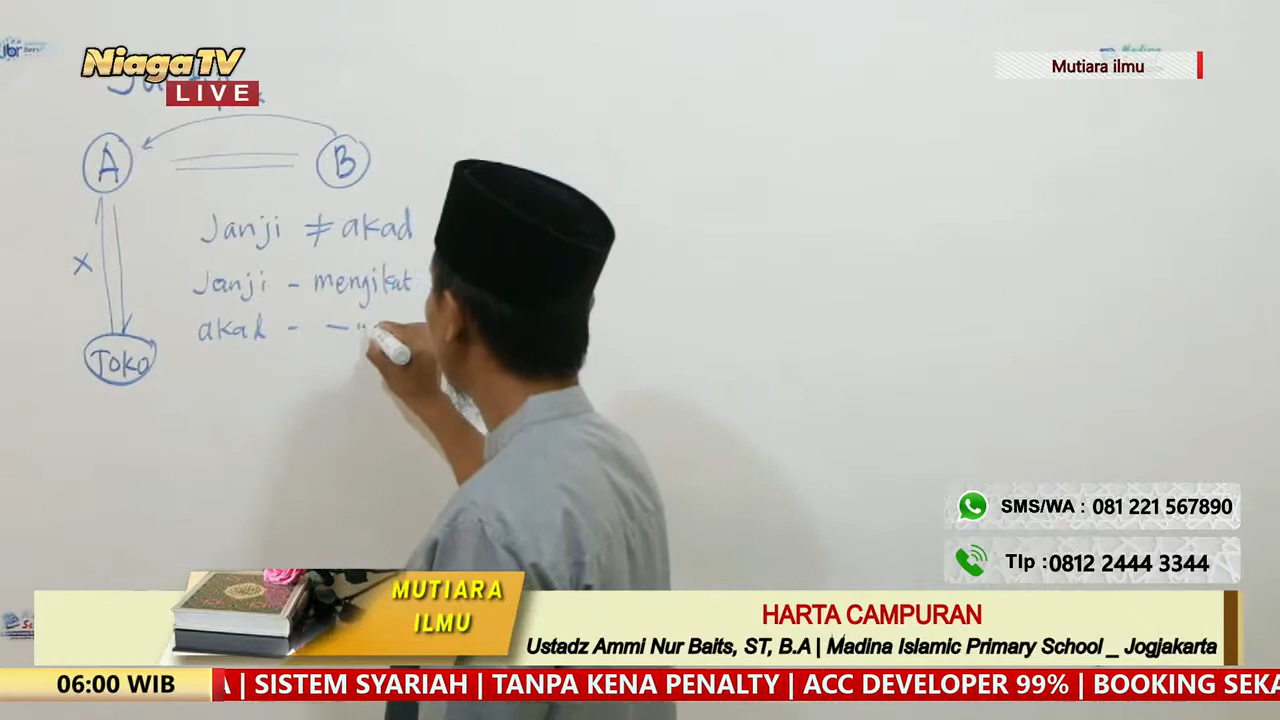 NiagaTV
LIVE
Mutiara ilmu
A
B
Janji ≠ akad
Janji - mengikat
x
akad - — "
Toko
SMS/WA : 081 221 567890
Tlp :0812 2444 3344
MUTIARA
ILMU
HARTA CAMPURAN
Ustadz Ammi Nur Baits, ST, B.A | Madina Islamic Primary School _ Jogjakarta
06:00 WIB
| SISTEM SYARIAH | TANPA KENA PENALTY | ACC DEVELOPER 99% | BOOKING SEKA